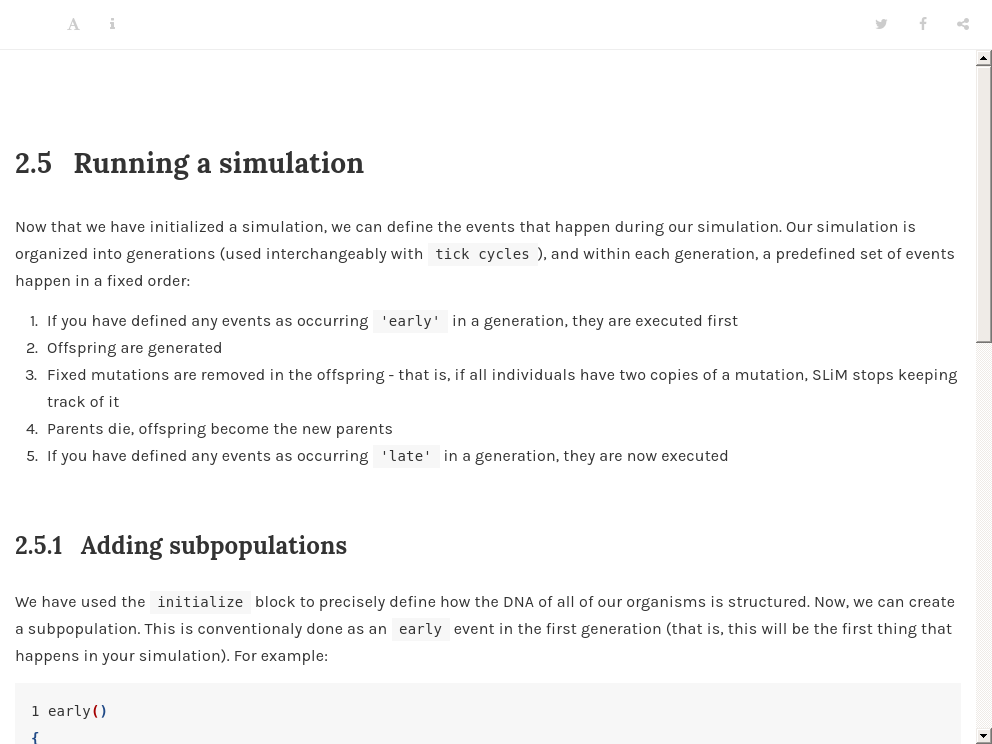 2.5 Running a simulation
Now that we have initialized a simulation, we can define the events that happen during our simulation. Our simulation is
organized into generations (used interchangeably with tick cycles ), and within each generation, a predefined set of events
happen in a fixed order:
1. If you have defined any events as occurring 'early' in a generation, they are executed first
2. Offspring are generated
3. Fixed mutations are removed in the offspring - that is, if all individuals have two copies of a mutation, SLiM stops keeping
track of it
4. Parents die, offspring become the new parents
5. If you have defined any events as occurring 'late' in a generation, they are now executed
2.5.1 Adding subpopulations
We have used the initialize block to precisely define how the DNA of all of our organisms is structured. Now, we can create
a subpopulation. This is conventionaly done as an early event in the first generation (that is, this will be the first thing that
happens in your simulation). For example:
1 early()
{